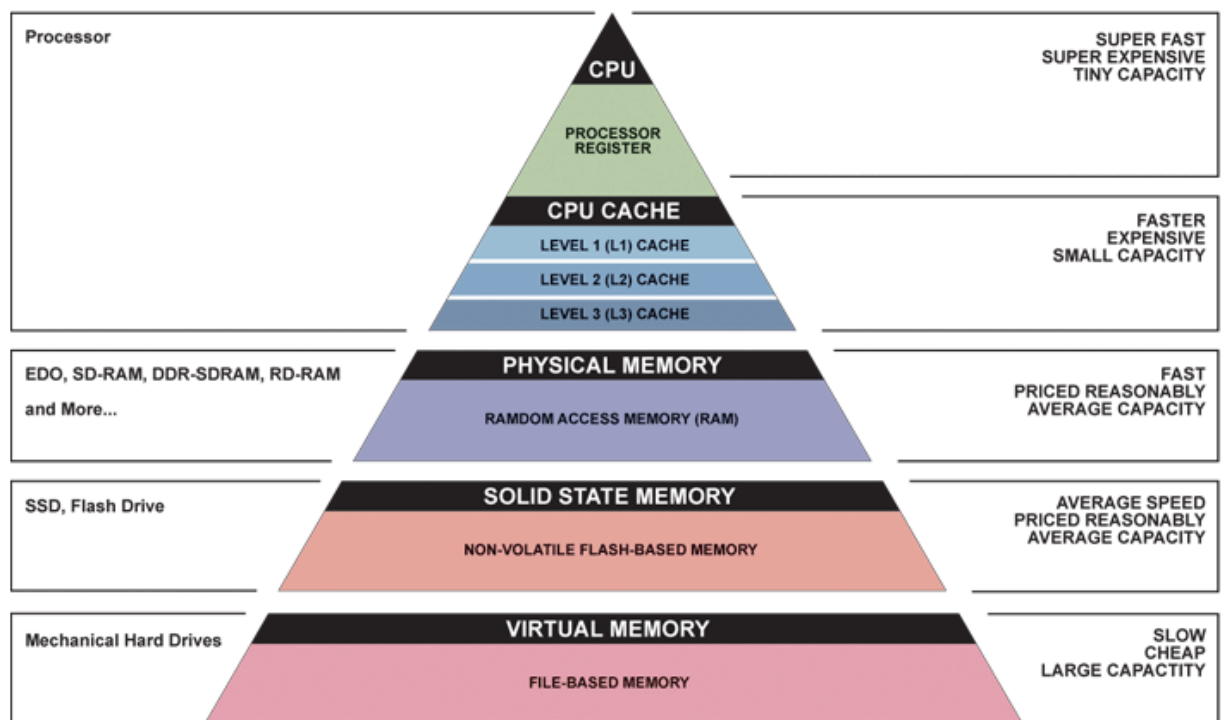 Processor
CPU
SUPER FAST
SUPER EXPENSIVE
TINY CAPACITY
PROCESSOR
REGISTER
CPU CACHE
LEVEL 1 (L1) CACHE
LEVEL 2 (L2) CACHE
LEVEL 3 (L3) CACHE
FASTER
EXPENSIVE
SMALL CAPACITY
EDO, SD-RAM, DDR-SDRAM, RD-RAM
and More...
PHYSICAL MEMORY
RAMDOM ACCESS MEMORY (RAM)
FAST
PRICED REASONABLY
AVERAGE CAPACITY
SSD, Flash Drive
SOLID STATE MEMORY
NON-VOLATILE FLASH-BASED MEMORY
AVERAGE SPEED
PRICED REASONABLY
AVERAGE CAPACITY
Mechanical Hard Drives
VIRTUAL MEMORY
FILE-BASED MEMORY
SLOW
CHEAP
LARGE CAPACTITY